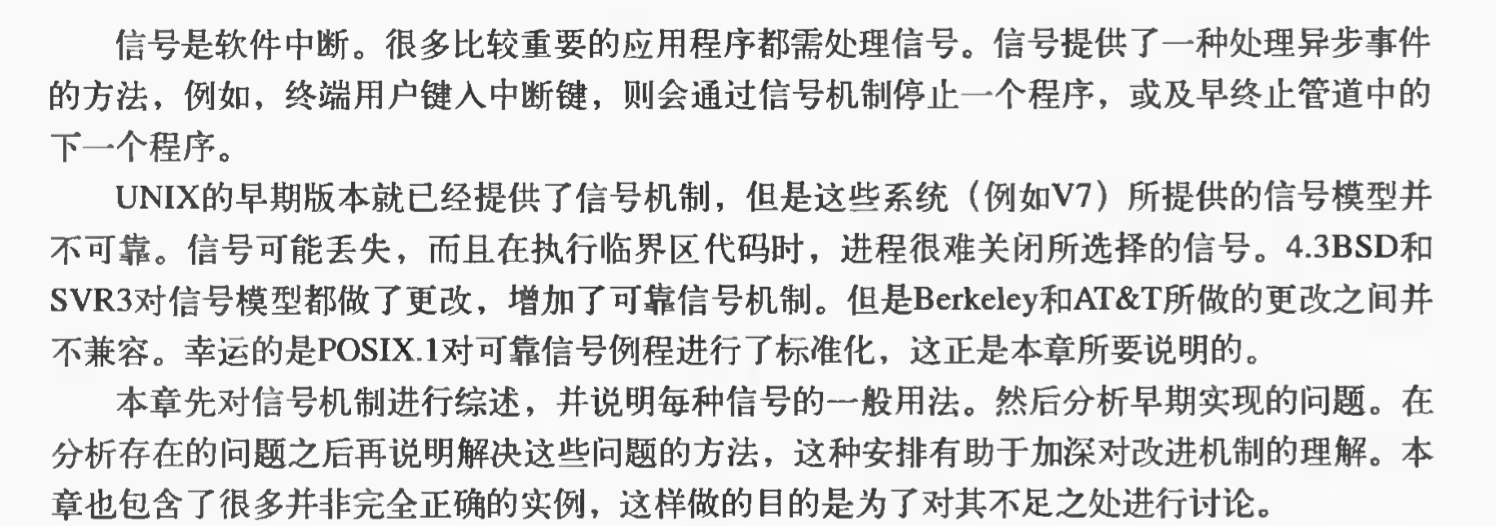 信号是软件中断。很多比较重要的应用程序都需处理信号。信号提供了一种处理异步事件
的方法，例如，终端用户键入中断键，则会通过信号机制停止一个程序，或及早终止管道中的
下一个程序。
UNIX的早期版本就已经提供了信号机制，但是这些系统（例如V7）所提供的信号模型并
不可靠。信号可能丢失，而且在执行临界区代码时，进程很难关闭所选择的信号。4.3BSD和
SVR3对信号模型都做了更改，增加了可靠信号机制。但是Berkeley和AT&T所做的更改之间并
不兼容。幸运的是POSIX.1对可靠信号例程进行了标准化，这正是本章所要说明的。
本章先对信号机制进行综述，并说明每种信号的一般用法。然后分析早期实现的问题。在
分析存在的问题之后再说明解决这些问题的方法，这种安排有助于加深对改进机制的理解。本
章也包含了很多并非完全正确的实例，这样做的目的是为了对其不足之处进行讨论。